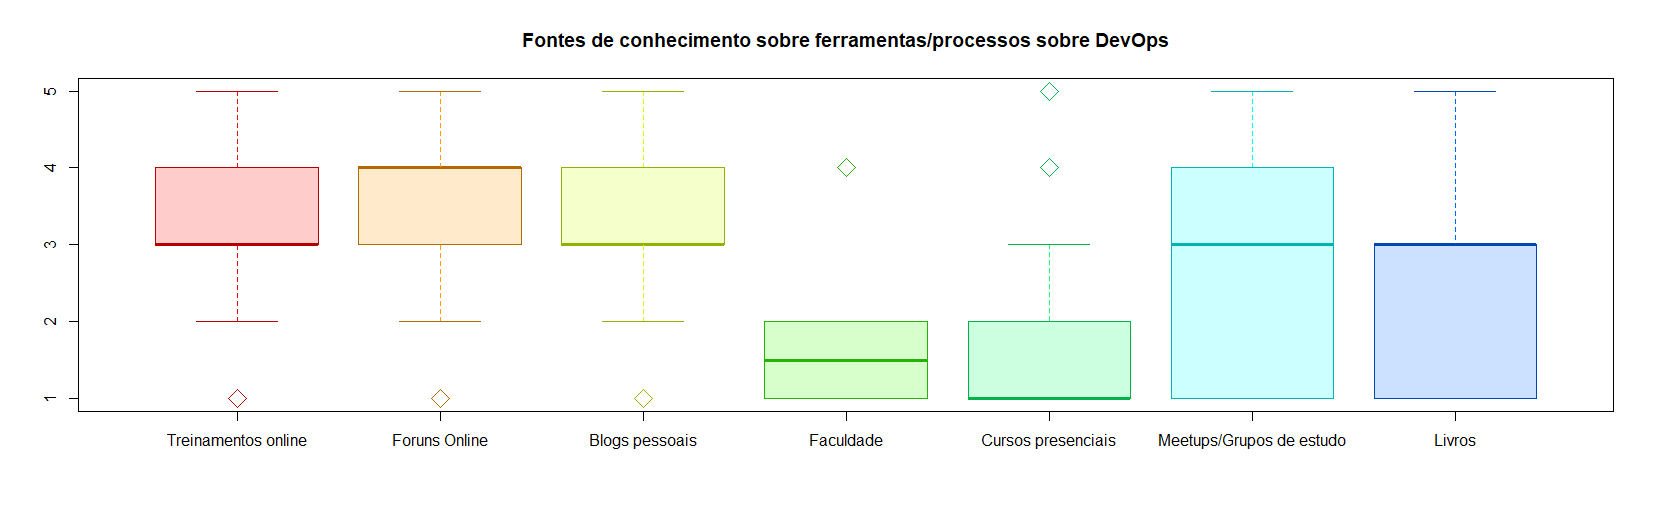 Fontes de conhecimento sobre ferramentas/processos sobre DevOps
5
4
3
2
1
Treinamentos online
Foruns Online
Blogs pessoais
Faculdade
Cursos presenciais
Meetups/Grupos de estudo
Livros